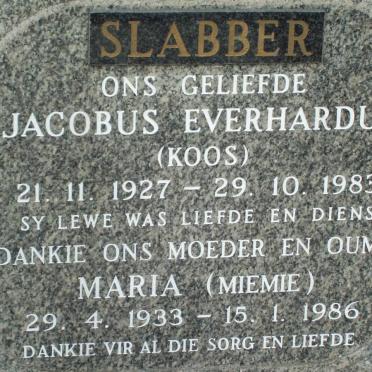 SLABBER
ONS GELIEFDE
JACOBUS EVERHARDU
(KOOS)
21. 11. 1927 – 29. 10. 1983
SY LEWE WAS LIEFDE EN DIENS
DANKIE ONS MOEDER EN OUM
MARIA (MIEMIE)
29. 4. 1933 – 15. 1. 1986
DANKIE VIR AL DIE SORG EN LIEFDE